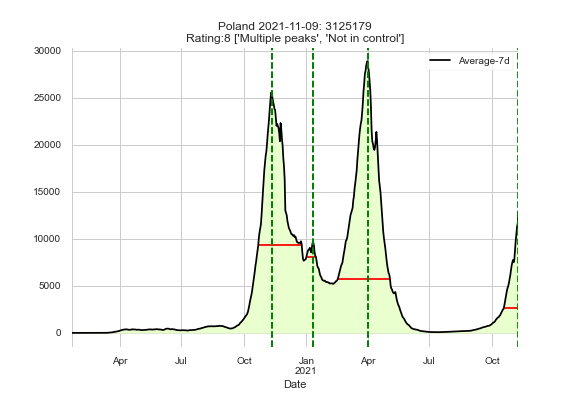 Poland 2021-11-09: 3125179
Rating:8 ['Multiple peaks', 'Not in control']
Average-7d
30000
25000
20000
15000
10000
5000
0
Apr
Jul
Oct
Jan
2021
Apr
Jul
Oct
Date